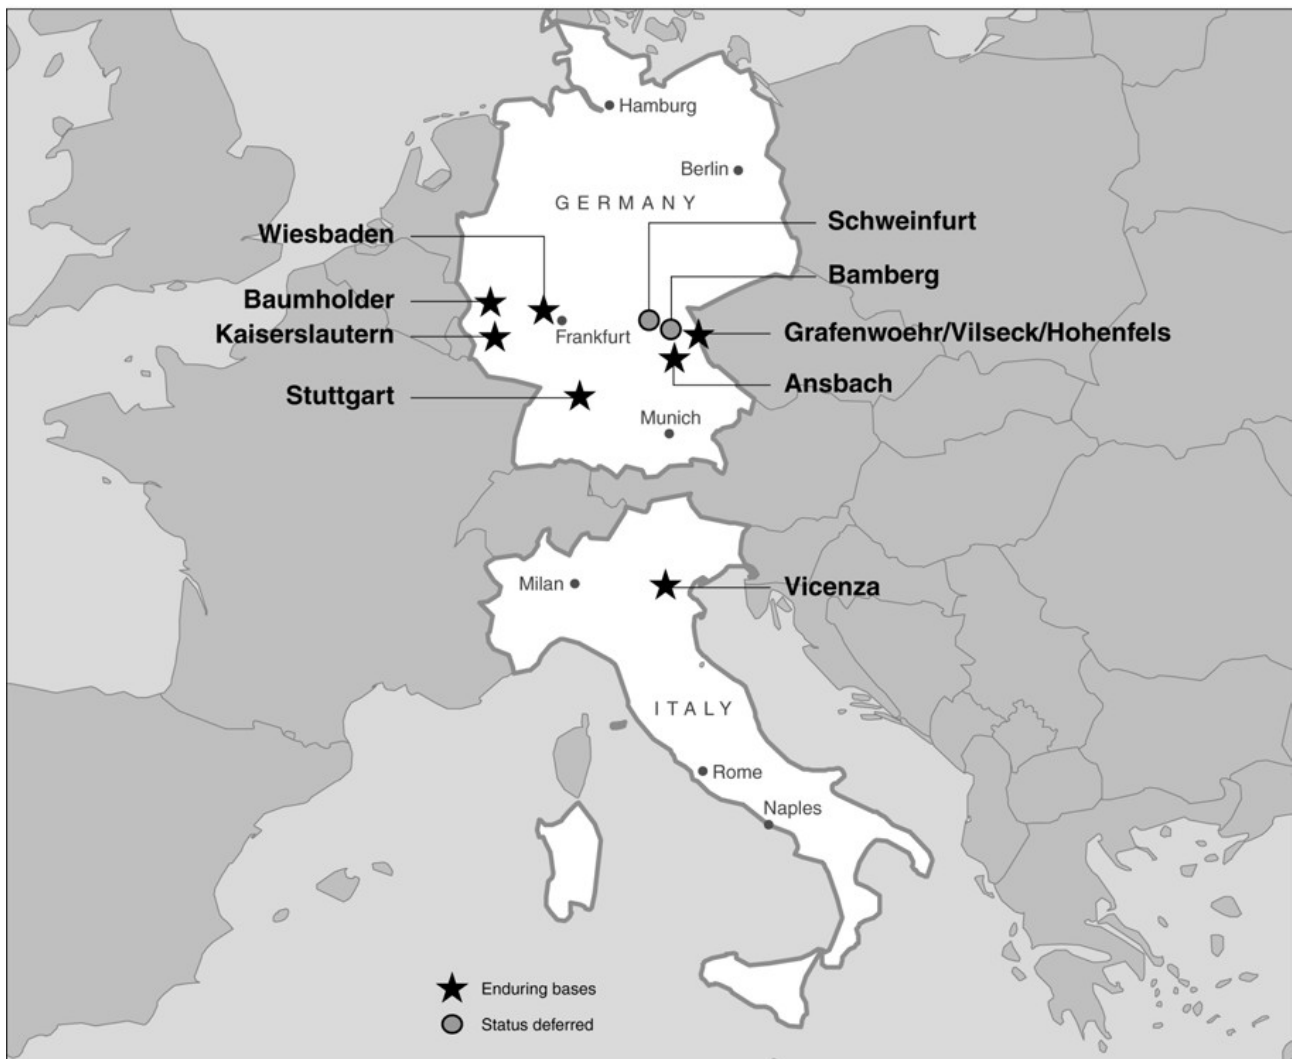 Hamburg
Berlin
GERMANY
Schweinfurt
Wiesbaden
Bamberg
Baumholder
Kaiserslautern
Frankfurt
Grafenwoehr/Vilseck/Hohenfels
Stuttgart
Ansbach
Munich
Milan
Vicenza
ITALY
Rome
Naples
Enduring bases
Status deferred